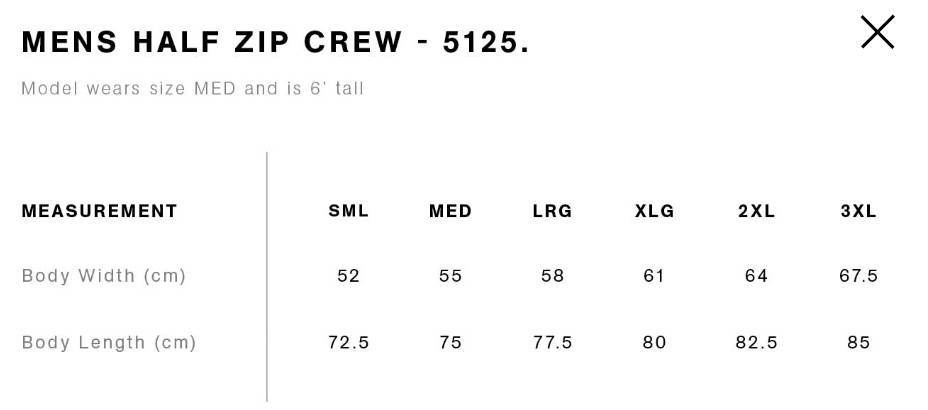 MENS HALF ZIP CREW - 5125.
Model wears size MED and is 6' tall
MEASUREMENT SML MED LRG XLG 2XL 3XL
Body Width (cm) 52 55 58 61 64 67.5
Body Length (cm) 72.5 75 77.5 80 82.5 85